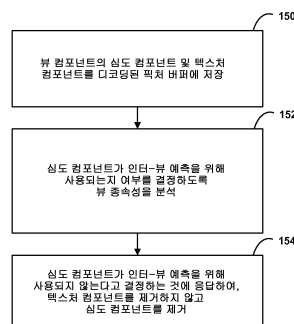 150
뷰 컴포넌트의 심도 컴포넌트 및 텍스처
컴포넌트를 디코딩된 픽처 버퍼에 저장
152
심도 컴포넌트가 인터-뷰 예측을 위해
사용되는지 여부를 결정하도록
뷰 종속성을 분석
154
심도 컴포넌트가 인터-뷰 예측을 위해
사용되지 않는다고 결정하는 것에 응답하여,
텍스처 컴포넌트를 제거하지 않고
심도 컴포넌트를 제거